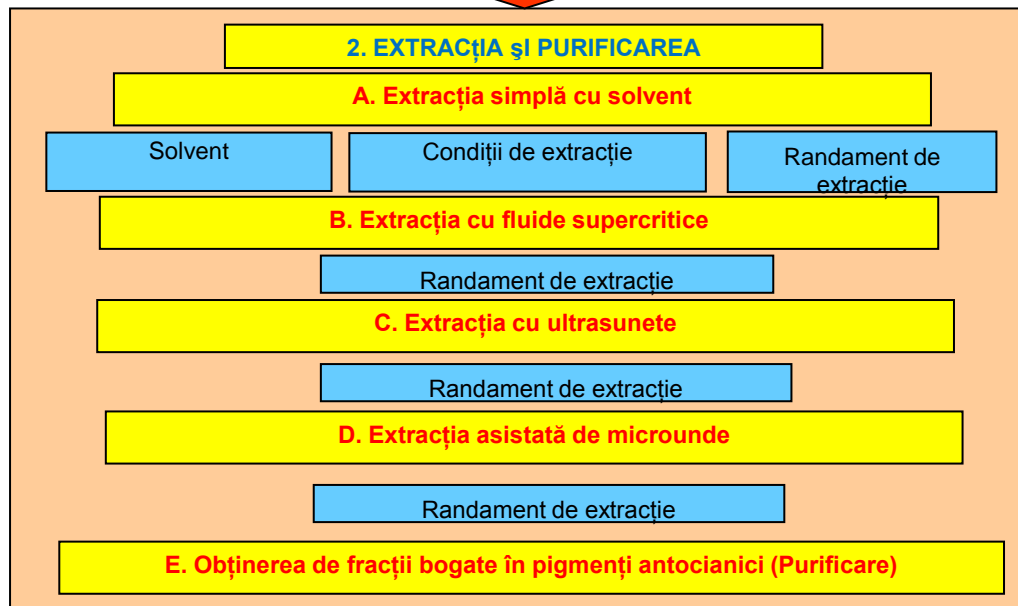 2. EXTRACțIA şI PURIFICAREA
A. Extracția simplă cu solvent
Solvent
Condiții de extracție
Randament de
extracție
B. Extracția cu fluide supercritice
Randament de extracție
C. Extracția cu ultrasunete
Randament de extracție
D. Extracția asistată de microunde
Randament de extracție
E. Obținerea de fracții bogate în pigmenți antocianici (Purificare)